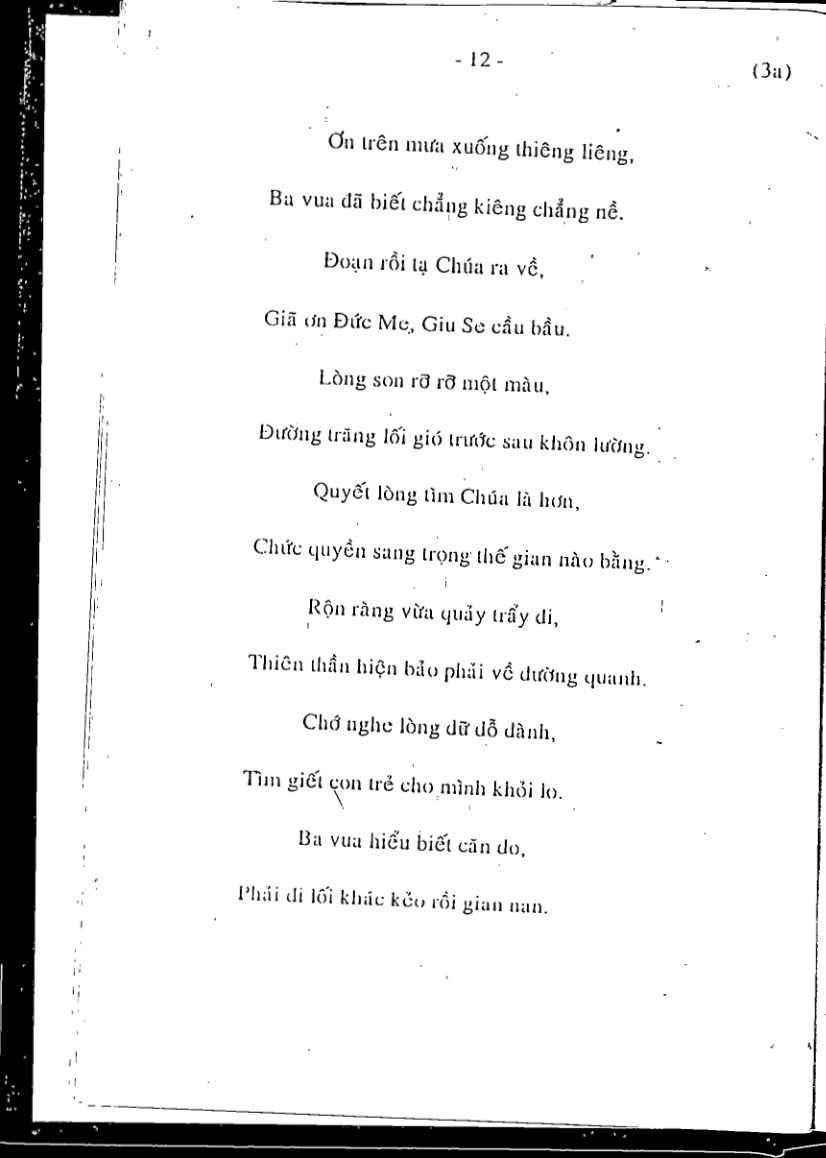 - 12 -
(3a)
Ơn trên mưa xuống thiêng liêng,
Ba vua đã biết chẳng kiêng chẳng nề.
Đoạn rồi tạ Chúa ra về,
Giã ơn Đức Mẹ, Giu Se cầu bầu.
Lòng son rỡ rỡ một màu,
Đường trăng lối gió trước sau khôn lường.
Quyết lòng tìm Chúa là hơn,
Chức quyền sang trọng thế gian nào bằng.
Rộn ràng vừa quảy trẩy đi,
Thiên thần hiện bảo phải về đường quanh.
Chớ nghe lòng dữ dỗ dành,
Tìm giết con trẻ cho mình khỏi lo.
Ba vua hiểu biết căn do,
Phải đi lối khác kẻo rồi gian nan.